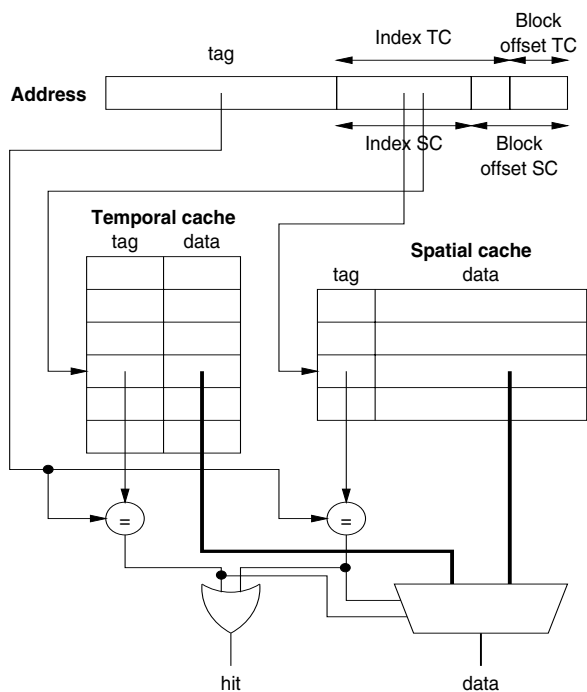 Block
Index TC
offset TC
tag
Address
Index SC
Block
offset SC
Temporal cache
tag data
Spatial cache
tag data
= =
hit data